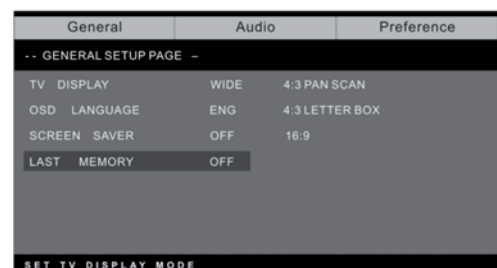 General Audio Preference
-- GENERAL SETUP PAGE –
TV DISPLAY WIDE 4:3 PAN SCAN
OSD LANGUAGE ENG 4:3 LETTER BOX
SCREEN SAVER OFF 16:9
LAST MEMORY OFF
SET TV DISPLAY MODE